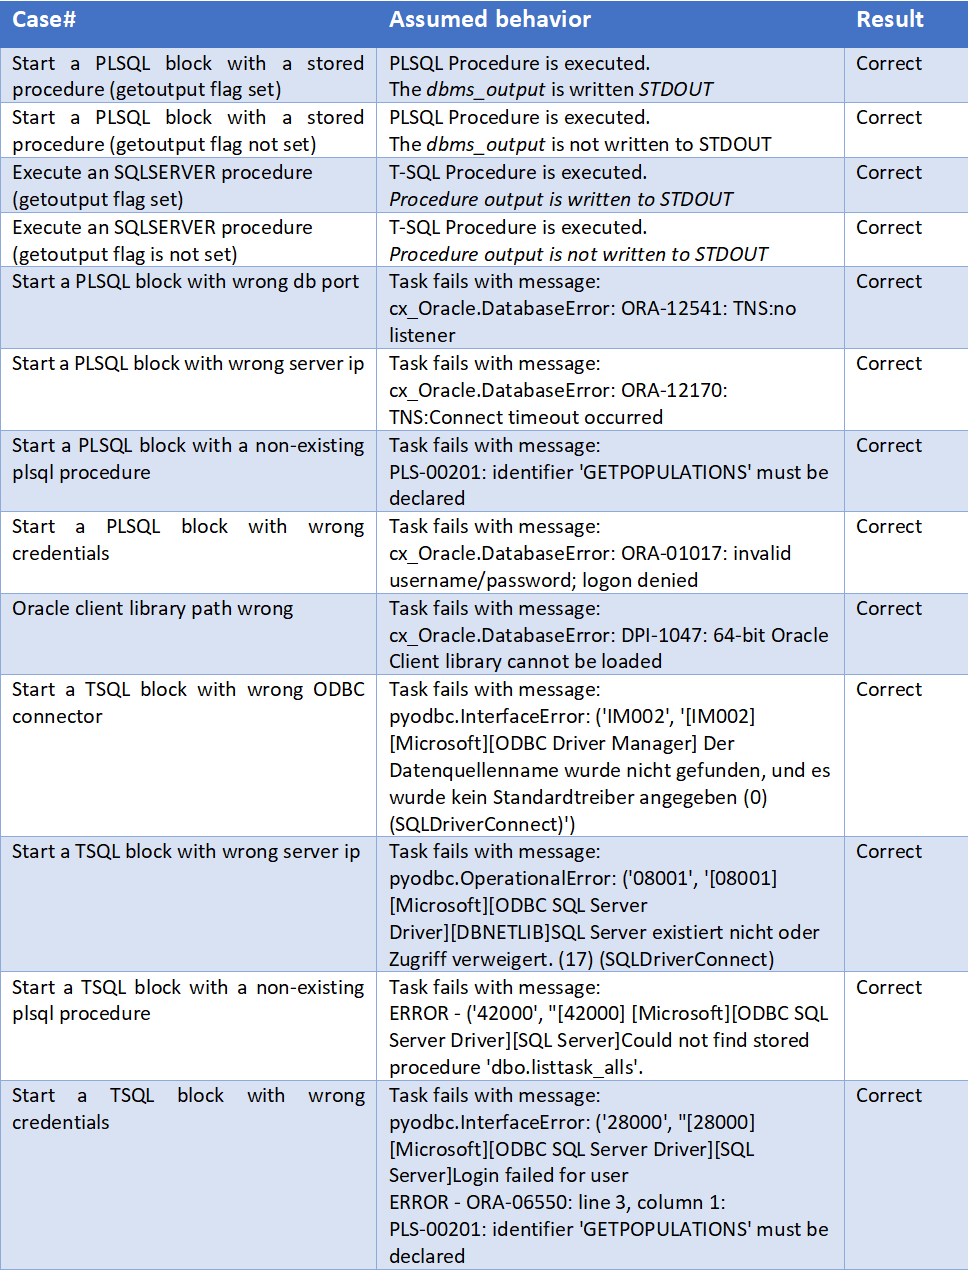 Case# Assumed behavior Result
Start a PLSQL block with a stored PLSQL Procedure is executed. Correct
procedure (getoutput flag set) The dbms_output is written STDOUT
Start a PLSQL block with a stored PLSQL Procedure is executed. Correct
procedure (getoutput flag not set) The dbms_output is not written to STDOUT
Execute an SQLSERVER procedure T-SQL Procedure is executed. Correct
(getoutput flag set) Procedure output is written to STDOUT
Execute an SQLSERVER procedure T-SQL Procedure is executed. Correct
(getoutput flag is not set) Procedure output is not written to STDOUT
Start a PLSQL block with wrong db port Task fails with message: Correct
cx_Oracle.DatabaseError: ORA-12541: TNS:no
listener
Start a PLSQL block with wrong server ip Task fails with message: Correct
cx_Oracle.DatabaseError: ORA-12170:
TNS:Connect timeout occurred
Start a PLSQL block with a non-existing Task fails with message: Correct
plsql procedure PLS-00201: identifier 'GETPOPULATIONS' must be
declared
Start a PLSQL block with wrong Task fails with message: Correct
credentials cx_Oracle.DatabaseError: ORA-01017: invalid
username/password; logon denied
Oracle client library path wrong Task fails with message: Correct
cx_Oracle.DatabaseError: DPI-1047: 64-bit Oracle
Client library cannot be loaded
Start a TSQL block with wrong ODBC Task fails with message: Correct
connector pyodbc.InterfaceError: ('IM002', '[IM002]
[Microsoft][ODBC Driver Manager] Der
Datenquellenname wurde nicht gefunden, und es
wurde kein Standardtreiber angegeben (0)
(SQLDriverConnect)')
Start a TSQL block with wrong server ip Task fails with message: Correct
pyodbc.OperationalError: ('08001', '[08001]
[Microsoft][ODBC SQL Server
Driver][DBNETLIB]SQL Server existiert nicht oder
Zugriff verweigert. (17) (SQLDriverConnect)
Start a TSQL block with a non-existing Task fails with message: Correct
plsql procedure ERROR - ('42000', "[42000] [Microsoft][ODBC SQL
Server Driver][SQL Server]Could not find stored
procedure 'dbo.listtask_alls'.
Start a TSQL block with wrong Task fails with message: Correct
credentials pyodbc.InterfaceError: ('28000', "[28000]
[Microsoft][ODBC SQL Server Driver][SQL
Server]Login failed for user
ERROR - ORA-06550: line 3, column 1:
PLS-00201: identifier 'GETPOPULATIONS' must be
declared